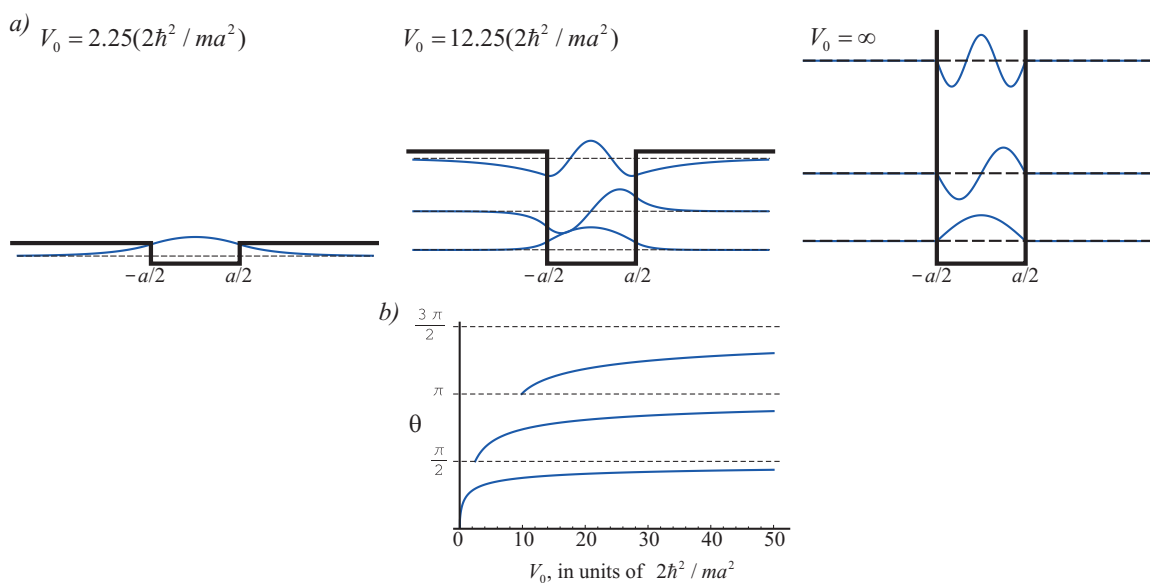 a)
V₀ = 2.25(2ħ² / ma²)
V₀ = 12.25(2ħ² / ma²)
V₀ = ∞
−a/2 a/2
−a/2 a/2
−a/2 a/2
b)
3 π
2
π
θ
π
2
0 10 20 30 40 50
V₀, in units of 2ħ² / ma²